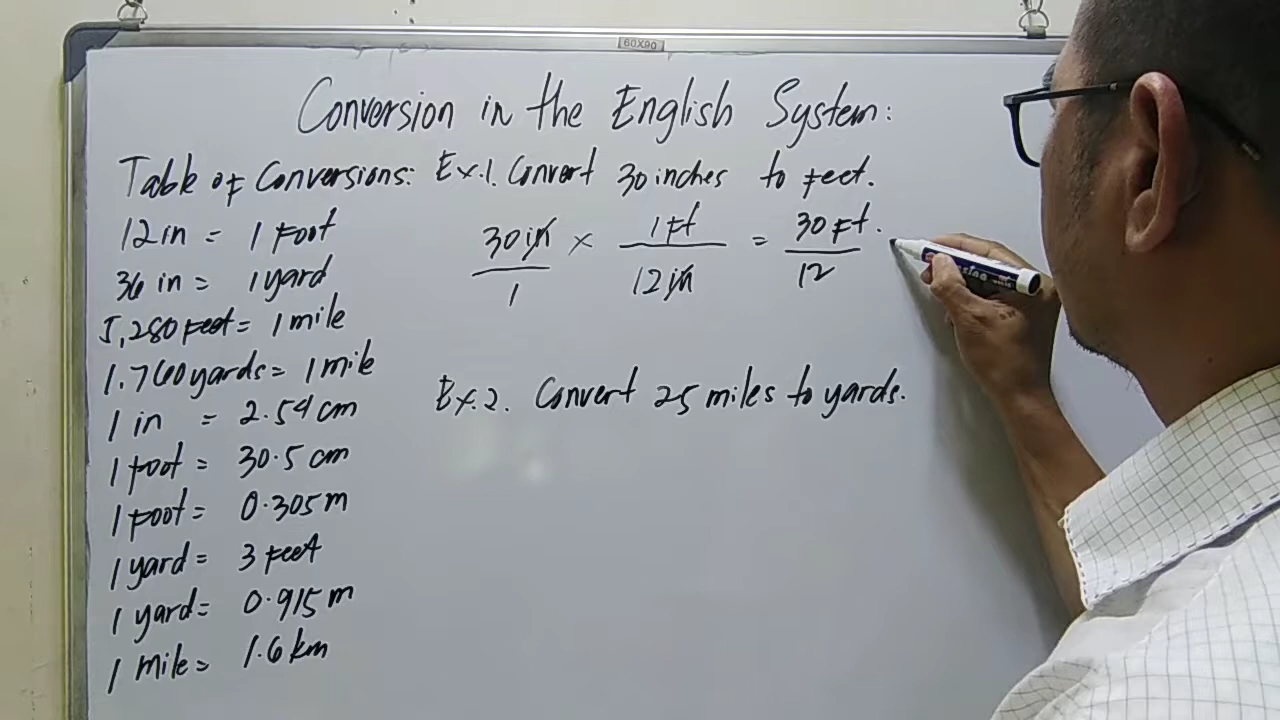 60X90
Conversion in the English System:
Table of Conversions:
12 in = 1 foot
36 in = 1 yard
5,280 feet = 1 mile
1.760 yards = 1 mile
1 in = 2.54 cm
1 foot = 30.5 cm
1 foot = 0.305 m
1 yard = 3 feet
1 yard = 0.915 m
1 mile = 1.6 km
Ex.1. Convert 30 inches to feet.
30 in × 1 ft = 30 ft.
1 12 in 12
Ex.2. Convert 25 miles to yards.